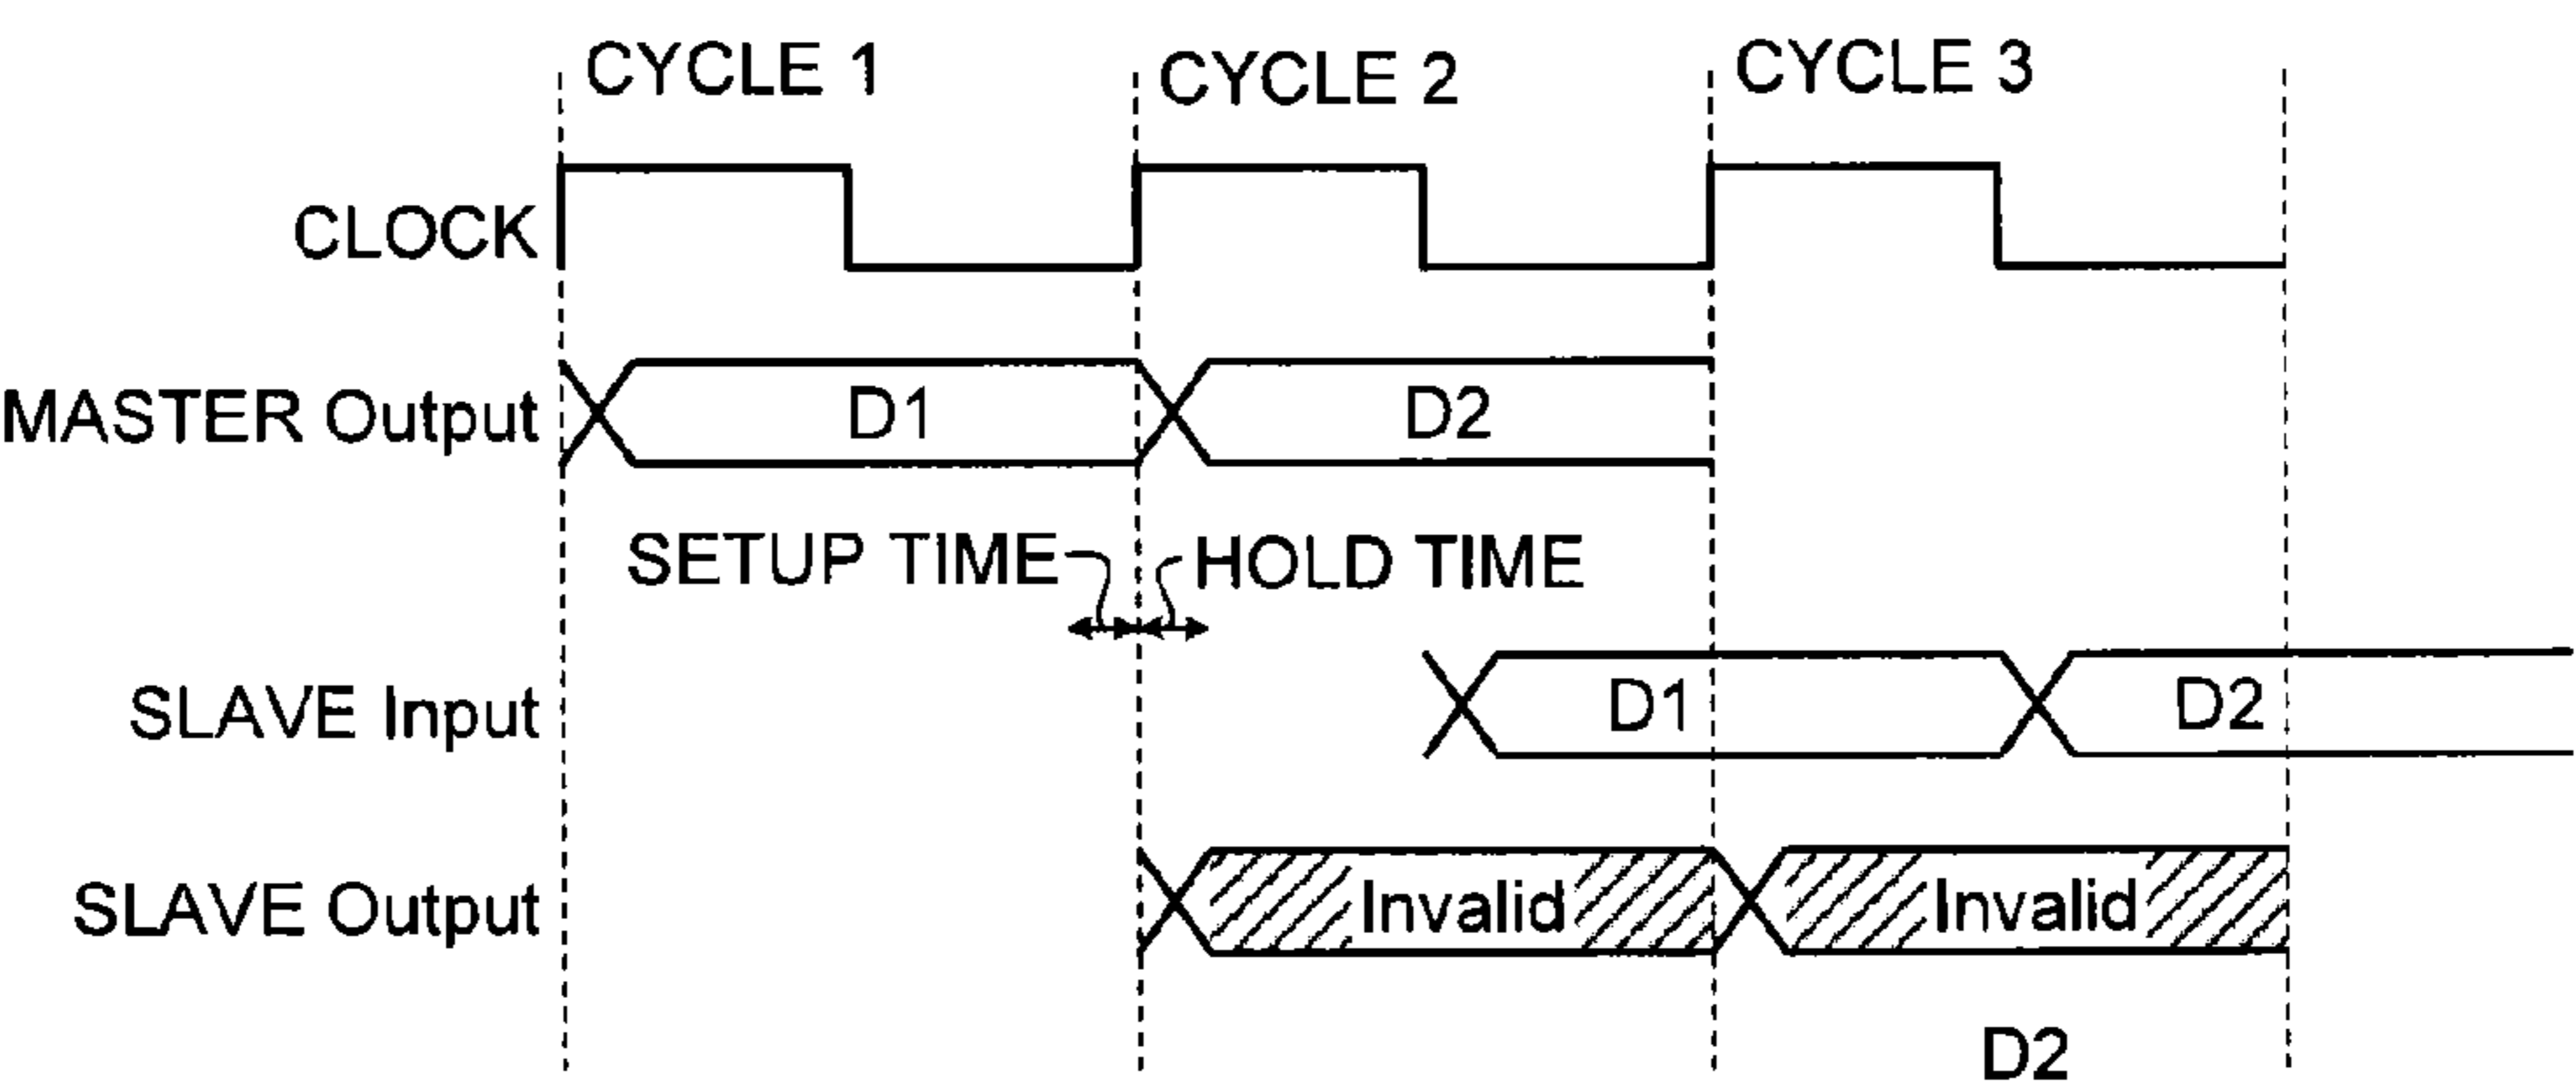 CYCLE 1
CYCLE 2
CYCLE 3
CLOCK
MASTER Output
D1
D2
SETUP TIME
HOLD TIME
SLAVE Input
D1
D2
SLAVE Output
Invalid
Invalid
D2